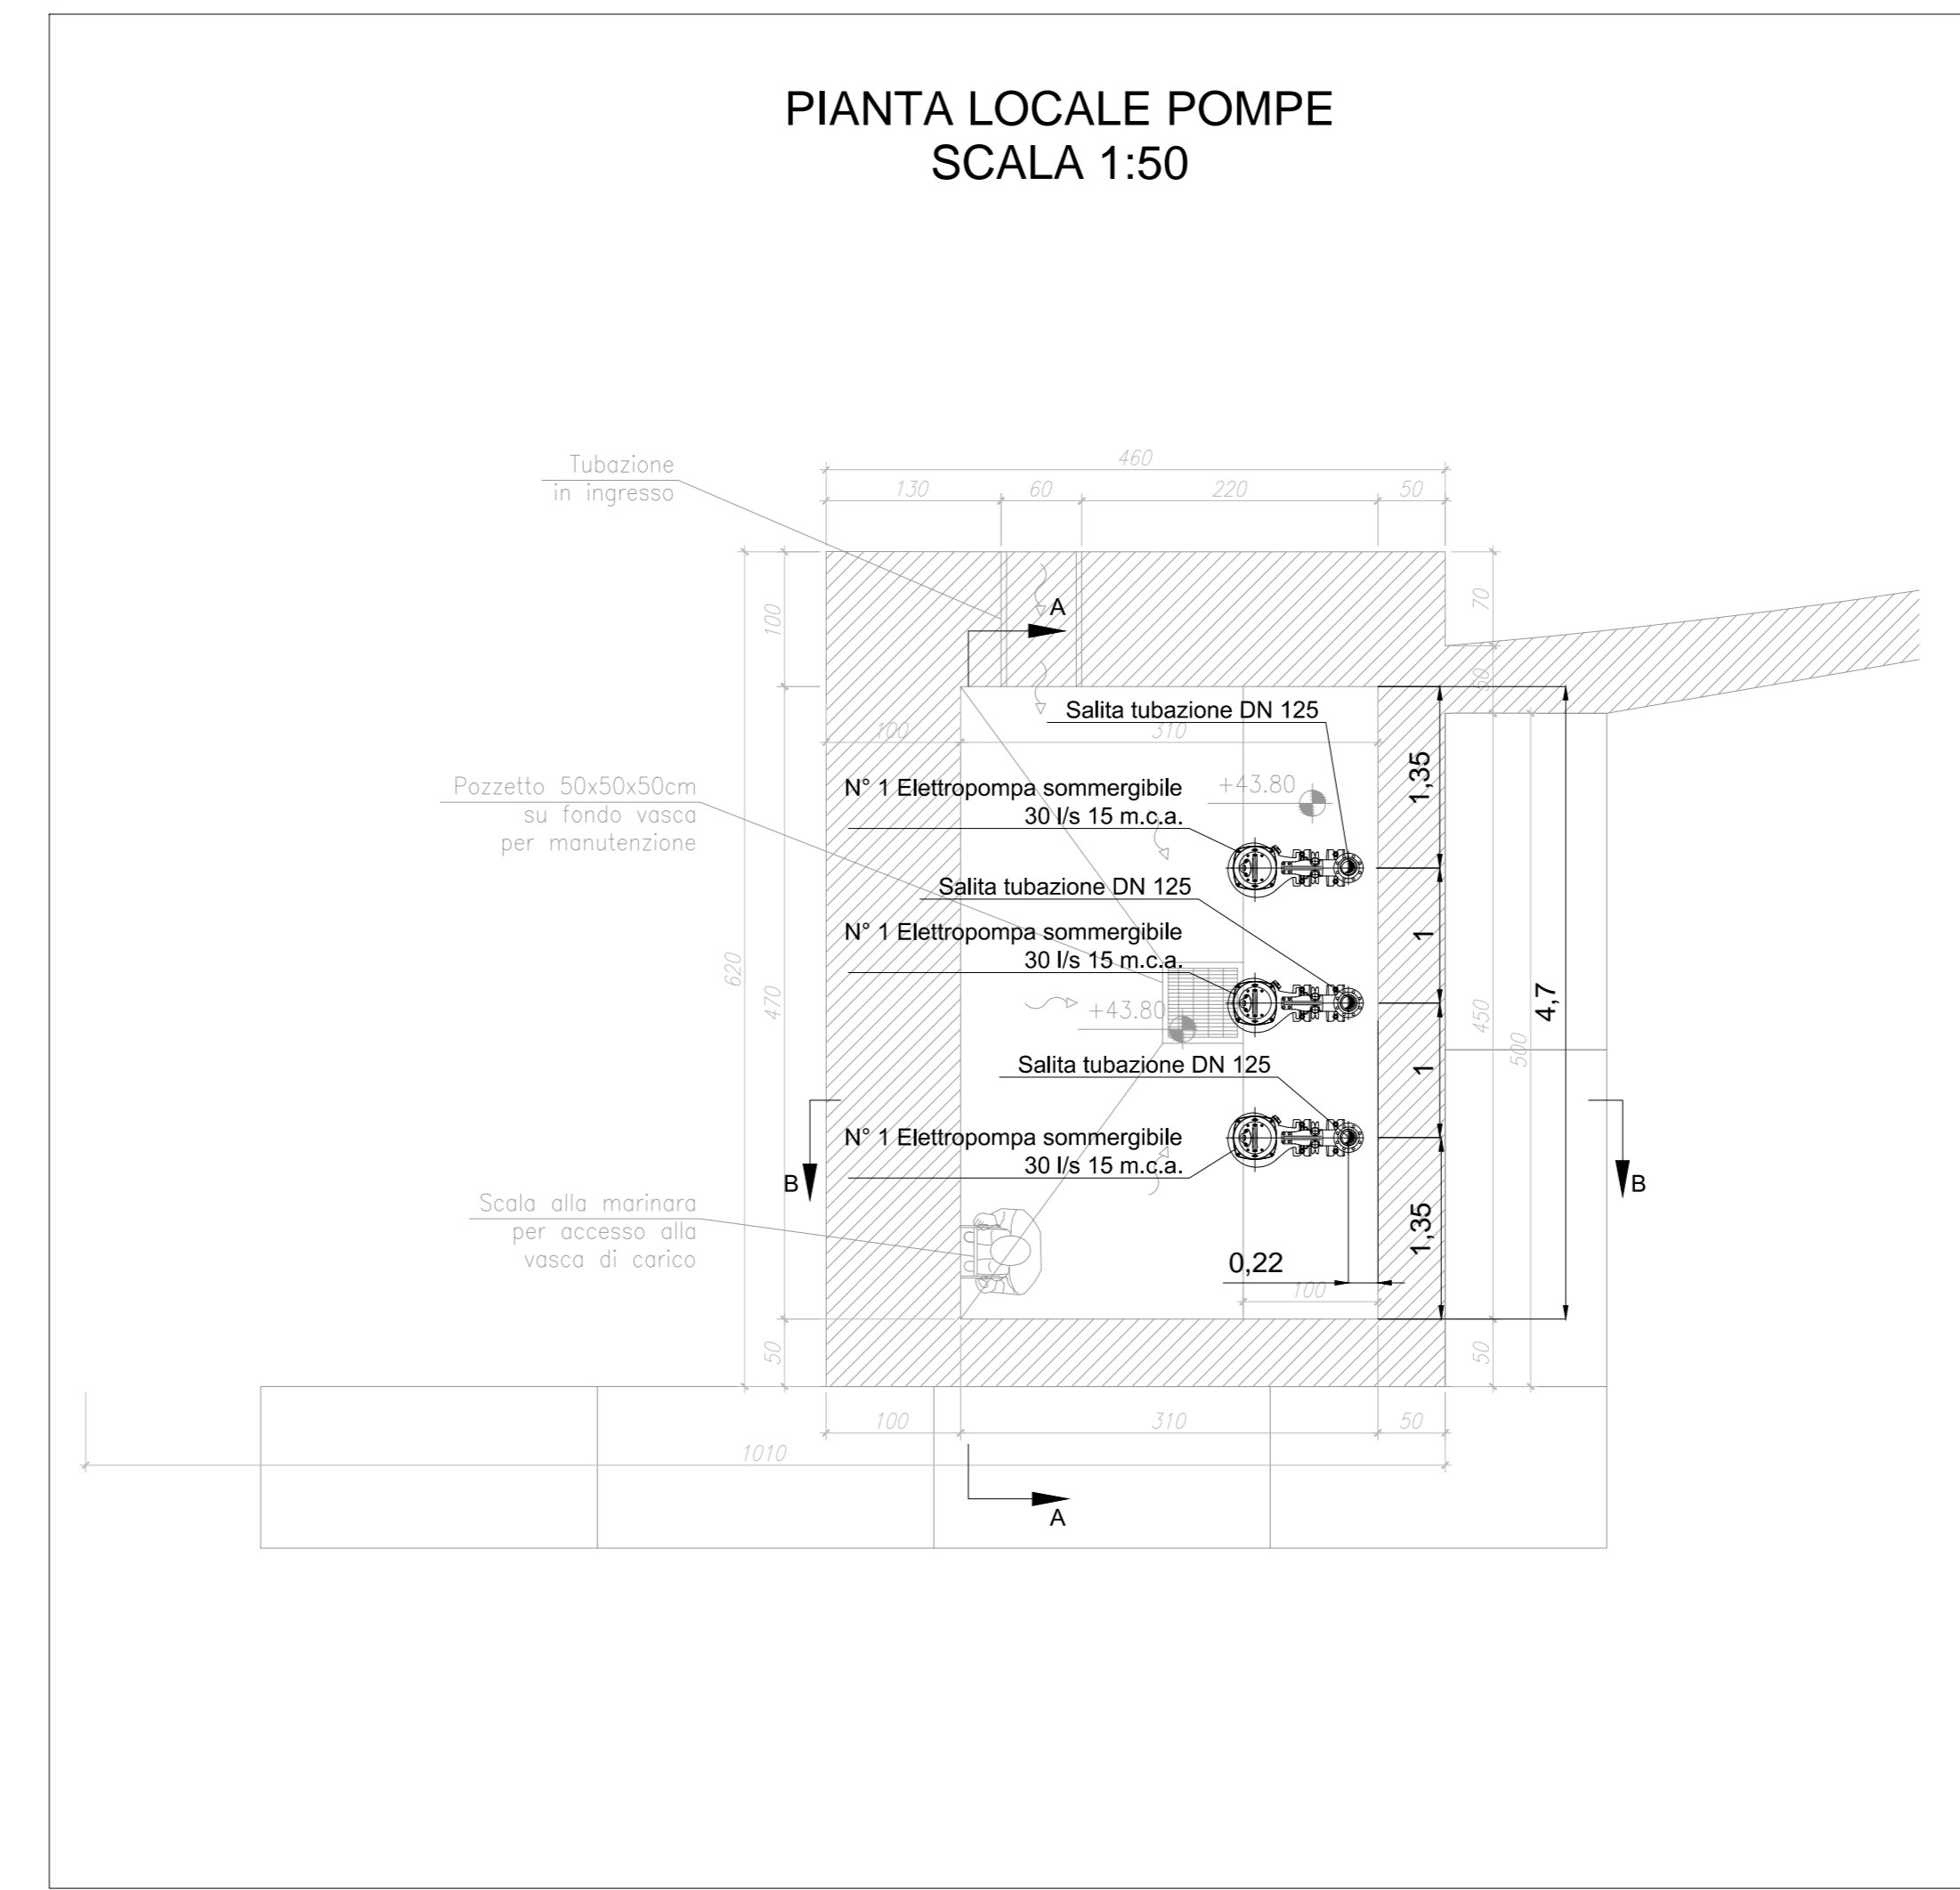 PIANTA LOCALE POMPE
SCALA 1:50
460
130
60
220
50
Tubazione
in ingresso
100
A
70
50
Salita tubazione DN 125
100
310
1,35
Pozzetto 50x50x50cm
su fondo vasca
per manutenzione
N° 1 Elettropompa sommergibile
30 l/s 15 m.c.a.
+43.80
Salita tubazione DN 125
N° 1 Elettropompa sommergibile
30 l/s 15 m.c.a.
1
620
470
+43.80
450
500
4,7
Salita tubazione DN 125
1
N° 1 Elettropompa sommergibile
30 l/s 15 m.c.a.
B
B
Scala alla marinara
per accesso alla
vasca di carico
1,35
0,22
100
50
50
100
310
50
1010
A